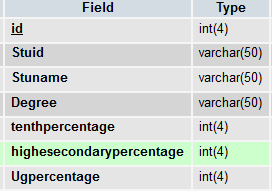 Field Type
id int(4)
Stuid varchar(50)
Stuname varchar(50)
Degree varchar(50)
tenthpercentage int(4)
highesecondarypercentage int(4)
Ugpercentage int(4)